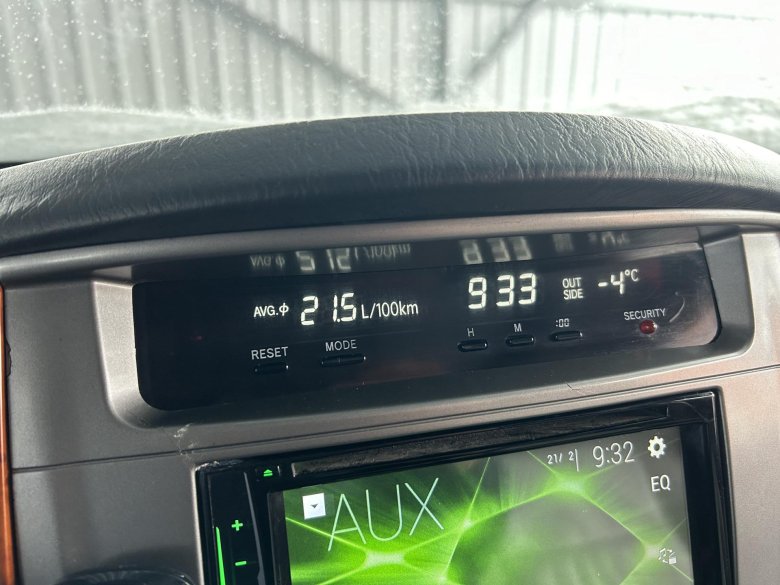 AVG.Φ 21.5 L/100km 9 33 OUT SIDE -4°C
RESET MODE H M :00 SECURITY
21/ 2| 9:32
AUX
EQ
+
-